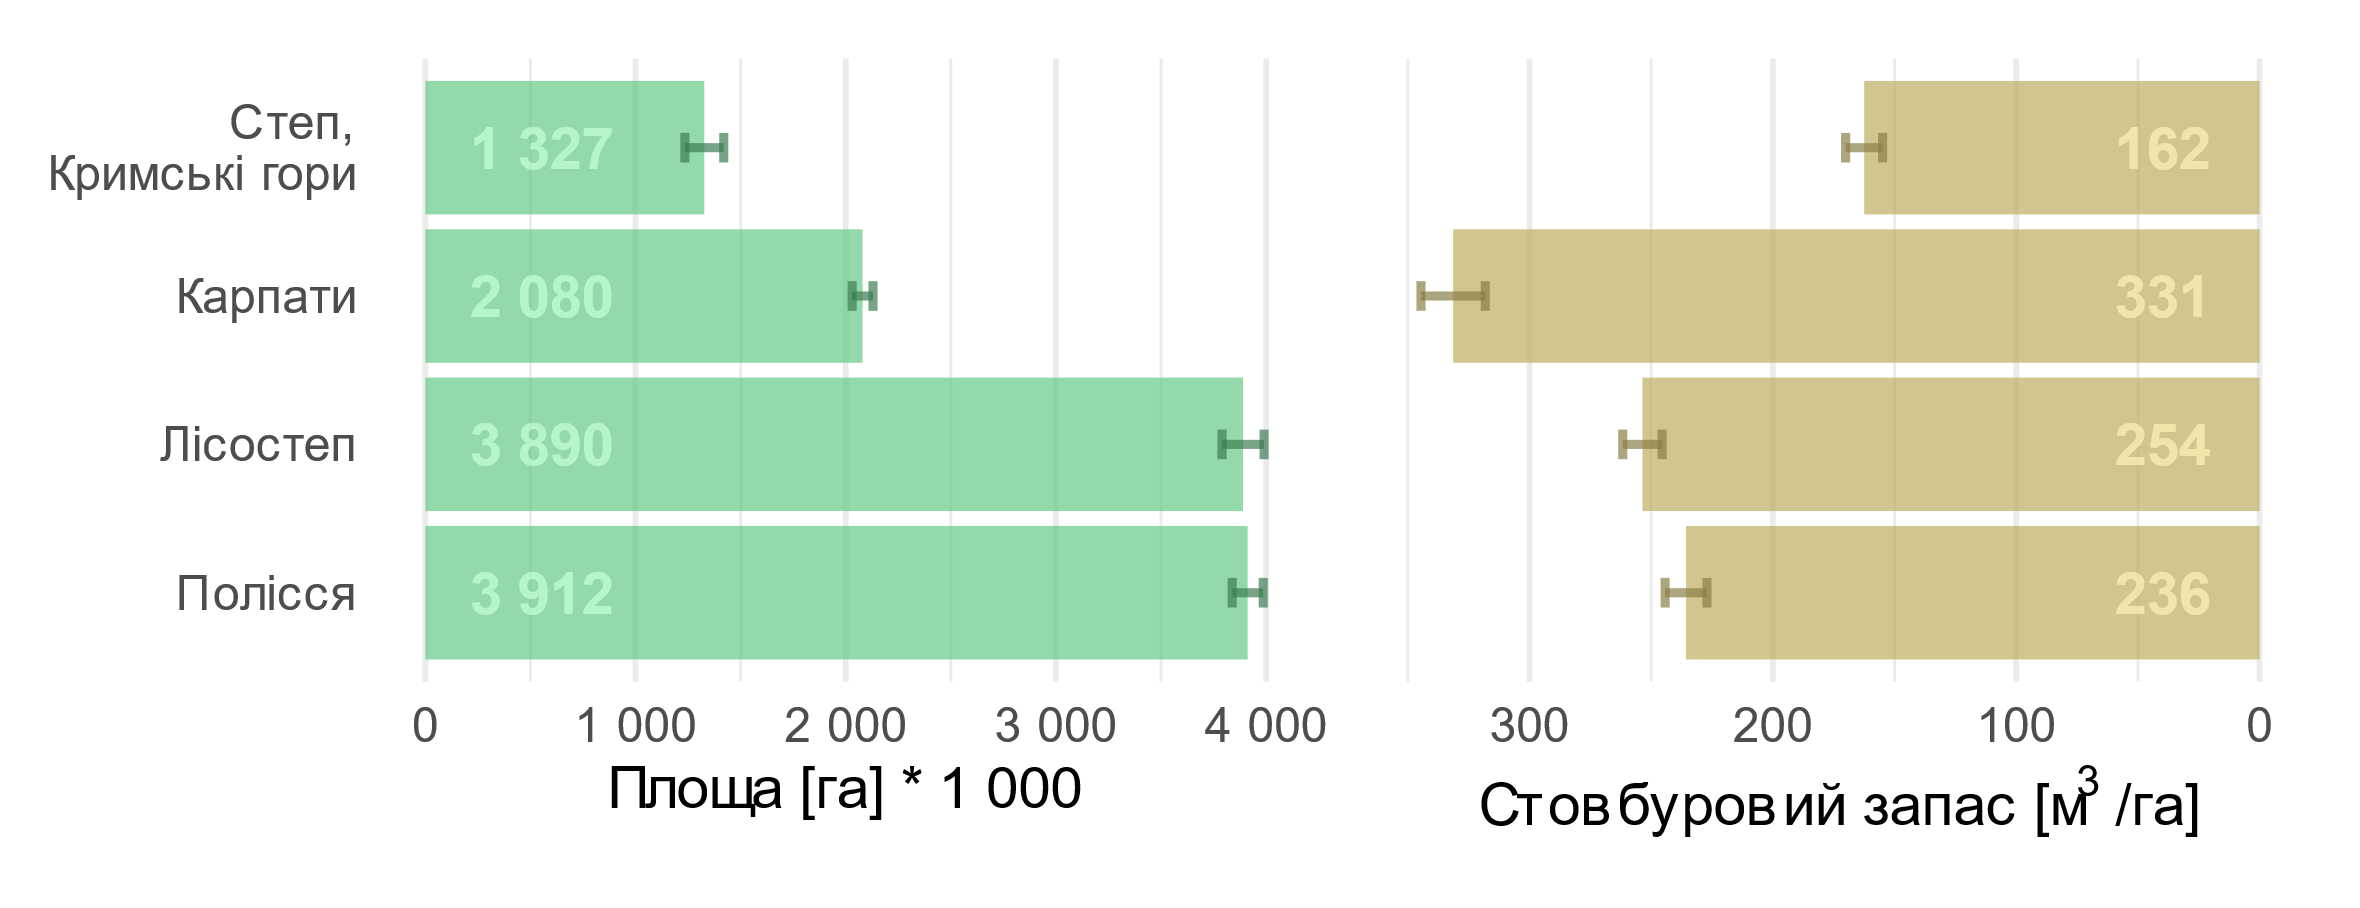 Степ,
Кримські гори
1 327
162
Карпати
2 080
331
Лісостеп
3 890
254
Полісся
3 912
236
0 1 000 2 000 3 000 4 000
300 200 100 0
Площа [га] * 1 000
Стовбуровий запас [м³ /га]